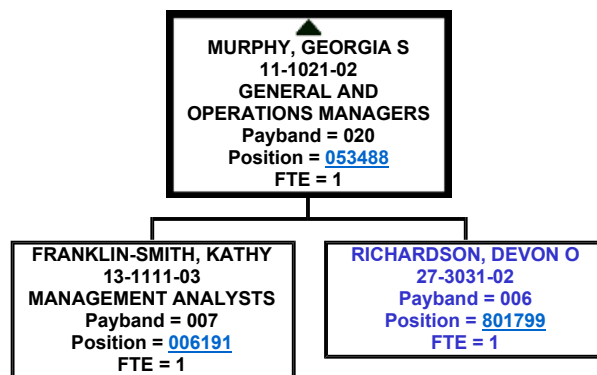 MURPHY, GEORGIA S
11-1021-02
GENERAL AND
OPERATIONS MANAGERS
Payband = 020
Position = 053488
FTE = 1
FRANKLIN-SMITH, KATHY
13-1111-03
MANAGEMENT ANALYSTS
Payband = 007
Position = 006191
FTE = 1
RICHARDSON, DEVON O
27-3031-02
Payband = 006
Position = 801799
FTE = 1